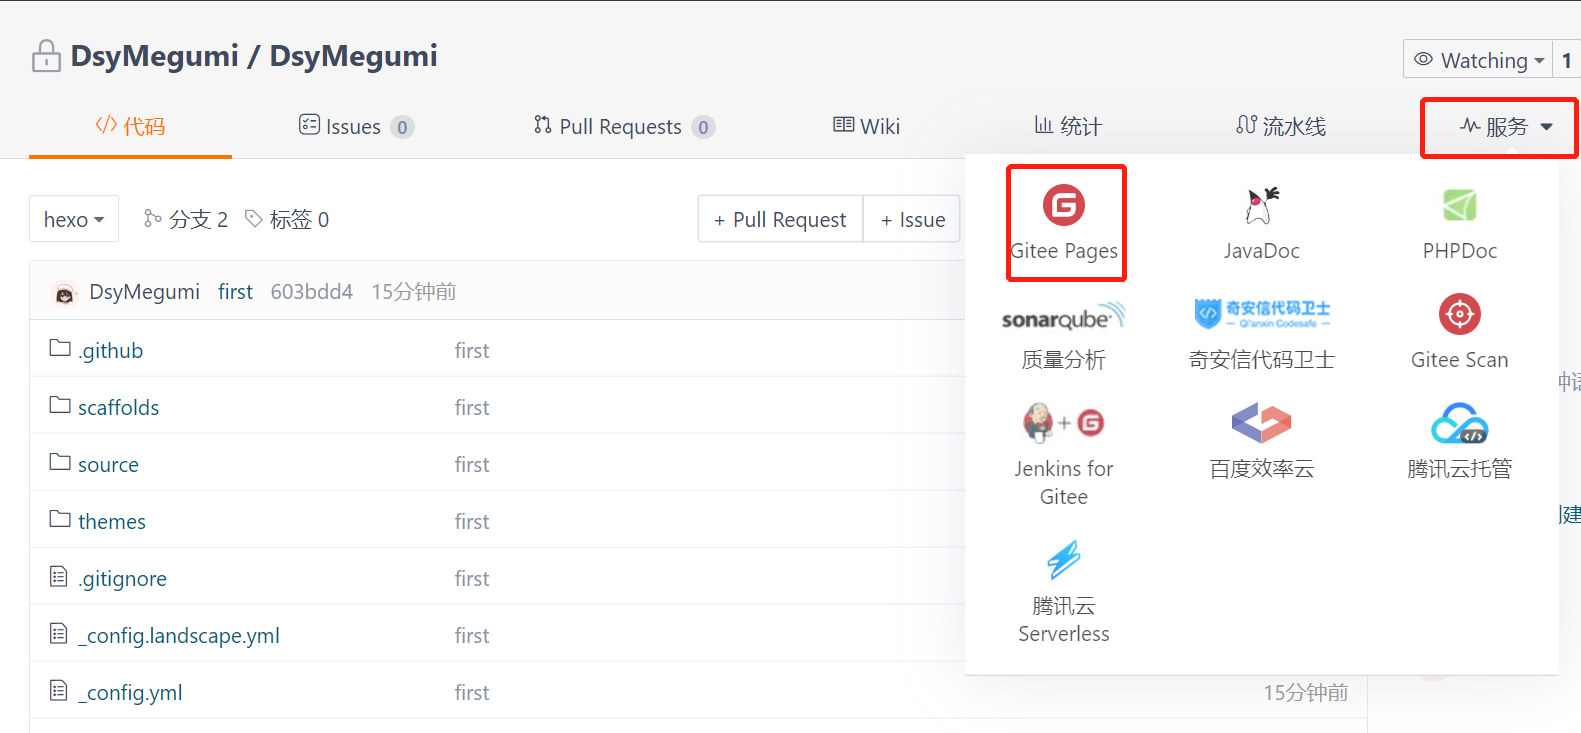 DsyMegumi / DsyMegumi
Watching 1
代码
Issues 0
Pull Requests 0
Wiki
统计
流水线
服务
hexo
分支 2
标签 0
+ Pull Request
+ Issue
DsyMegumi first 603bdd4 15分钟前
.github first
scaffolds first
source first
themes first
.gitignore first
_config.landscape.yml first
_config.yml first 15分钟前
Gitee Pages
JavaDoc
PHPDoc
sonarqube
质量分析
奇安信代码卫士
Qi'anxin Codesafe
奇安信代码卫士
Gitee Scan
Jenkins for
Gitee
百度效率云
腾讯云托管
腾讯云
Serverless